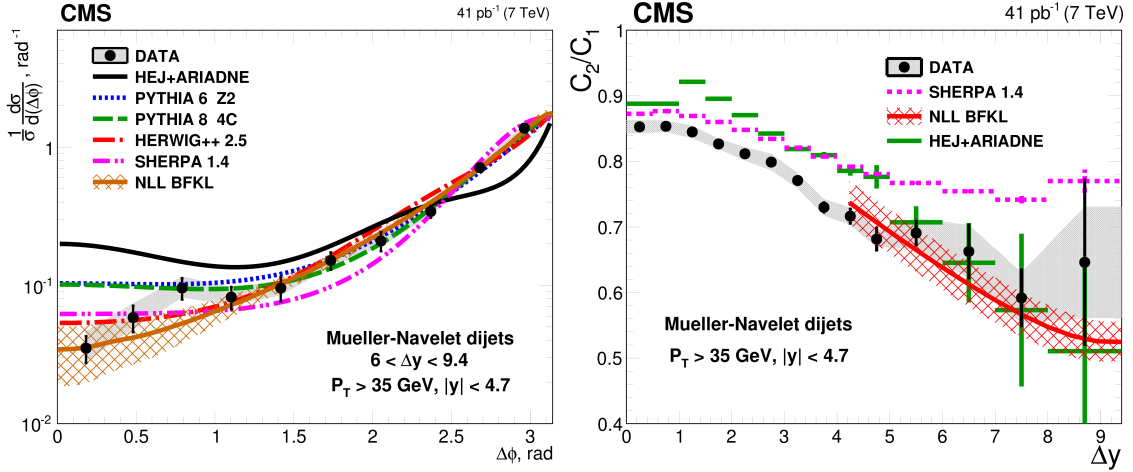 CMS
41 pb⁻¹ (7 TeV)
1/σ dσ/d(Δϕ) , rad⁻¹
DATA
HEJ+ARIADNE
PYTHIA 6 Z2
PYTHIA 8 4C
HERWIG++ 2.5
SHERPA 1.4
NLL BFKL
1
10⁻¹
10⁻²
Mueller-Navelet dijets
6 < Δy < 9.4
P_T > 35 GeV, |y| < 4.7
0 0.5 1 1.5 2 2.5 3
Δϕ, rad
CMS
41 pb⁻¹ (7 TeV)
C₂/C₁
DATA
SHERPA 1.4
NLL BFKL
HEJ+ARIADNE
1
0.9
0.8
0.7
0.6
0.5
0.4
Mueller-Navelet dijets
P_T > 35 GeV, |y| < 4.7
0 1 2 3 4 5 6 7 8 9
Δy